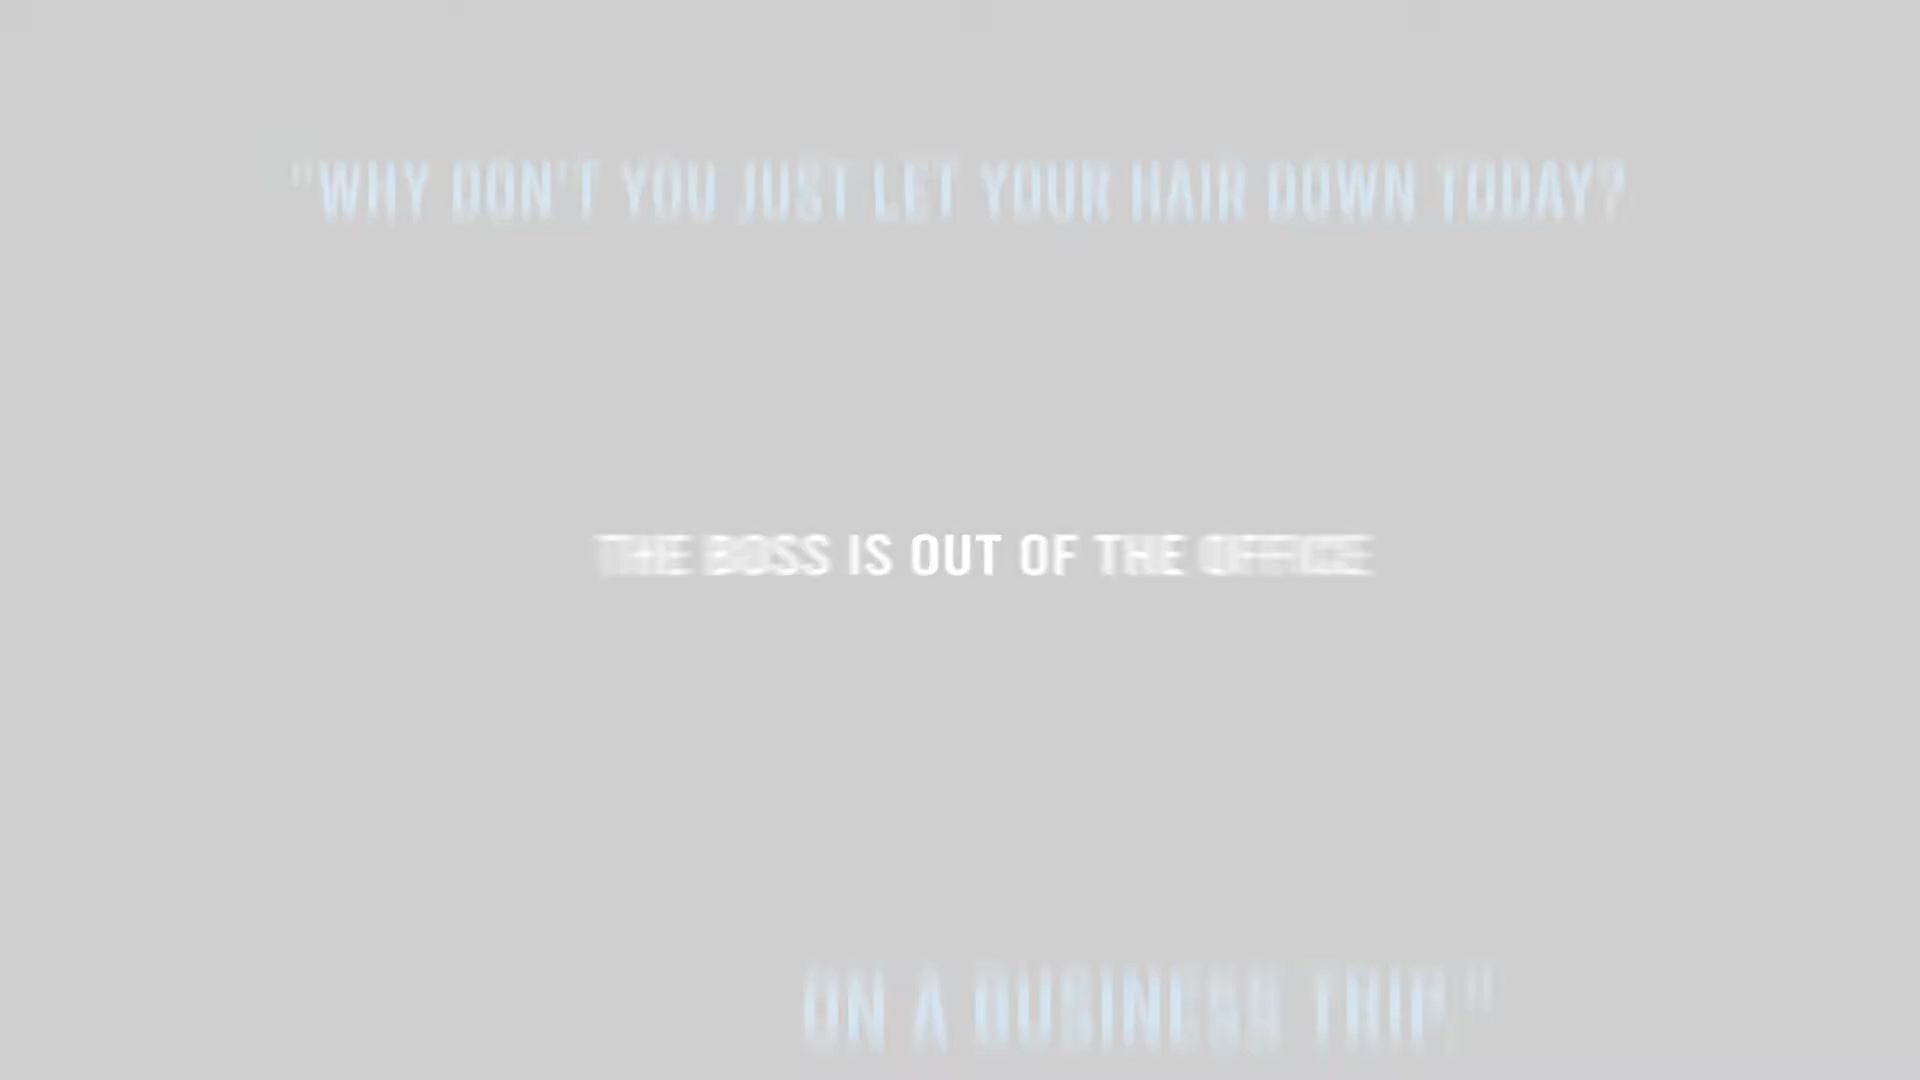 "WHY DON'T YOU JUST LET YOUR HAIR DOWN TODAY?
THE BOSS IS OUT OF THE OFFICE
ON A BUSINESS TRIP."